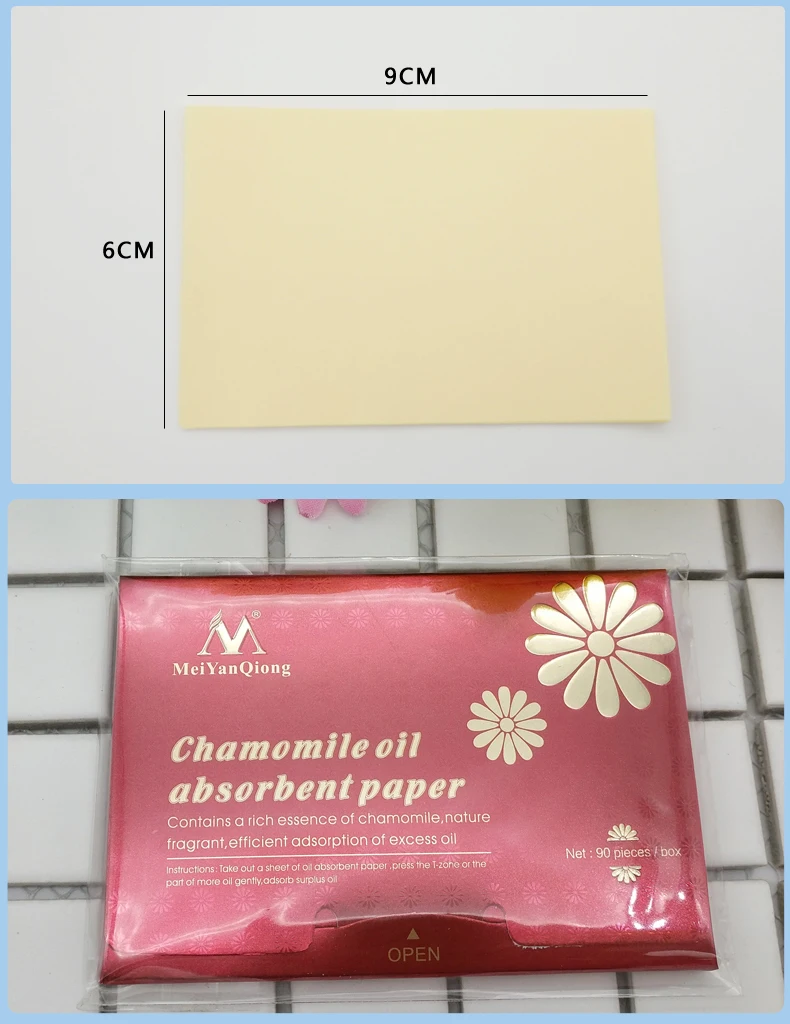 9CM
6CM
®
MeiYanQiong
Chamomile oil
absorbent paper
Contains a rich essence of chamomile,nature
fragrant,efficient adsorption of excess oil
Instructions: Take out a sheet of oil absorbent paper ,press the T-zone or the
part of more oil gently,adsorb surplus oil
Net : 90 pieces / box
OPEN